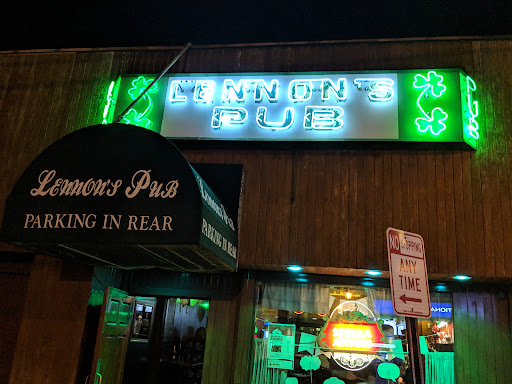 LENNON'S
PUB
Lennon's Pub
PARKING IN REAR
NO STOPPING
ANY
TIME